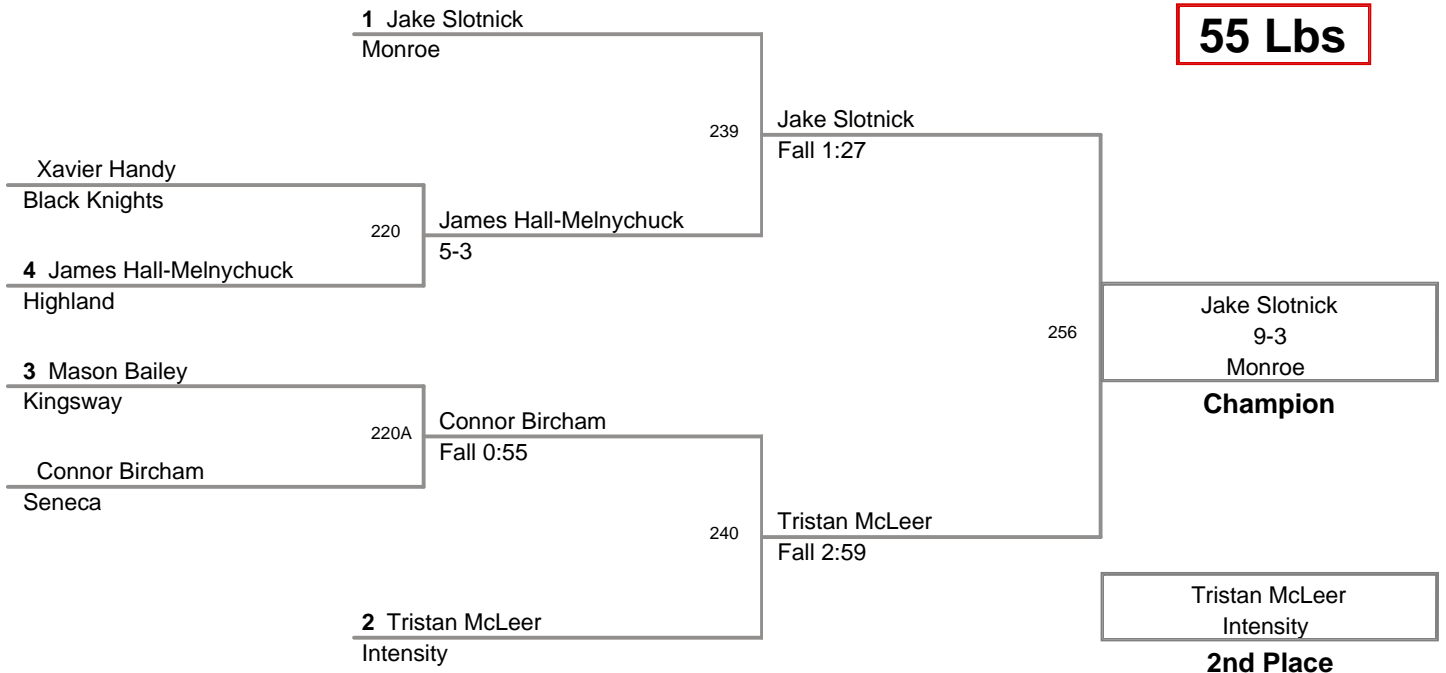 1 Jake Slotnick
Monroe
55 Lbs
239
Jake Slotnick
Fall 1:27
Xavier Handy
Black Knights
220
James Hall-Melnychuck
5-3
4 James Hall-Melnychuck
Highland
256
Jake Slotnick
9-3
Monroe
Champion
3 Mason Bailey
Kingsway
220A
Connor Bircham
Fall 0:55
Connor Bircham
Seneca
240
Tristan McLeer
Fall 2:59
2 Tristan McLeer
Intensity
Tristan McLeer
Intensity
2nd Place